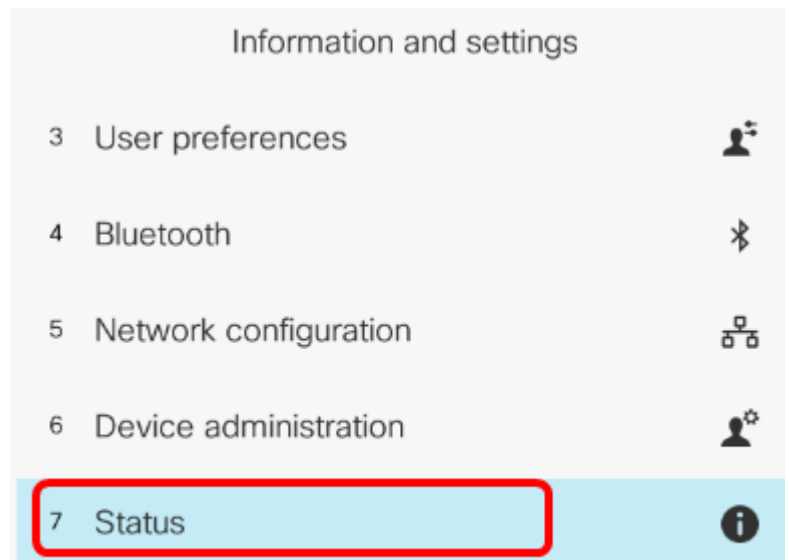 Information and settings
3 User preferences
4 Bluetooth
5 Network configuration
6 Device administration
7 Status